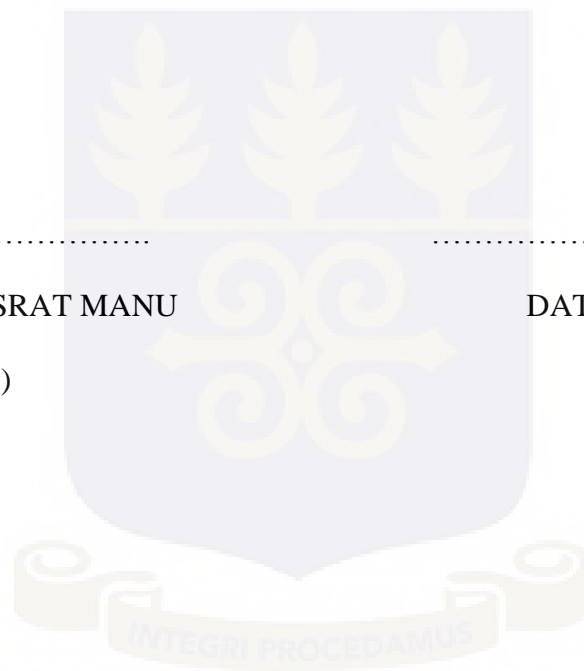 ……………. ………………
SRAT MANU DAT
)
INTEGRI PROCEDAMUS